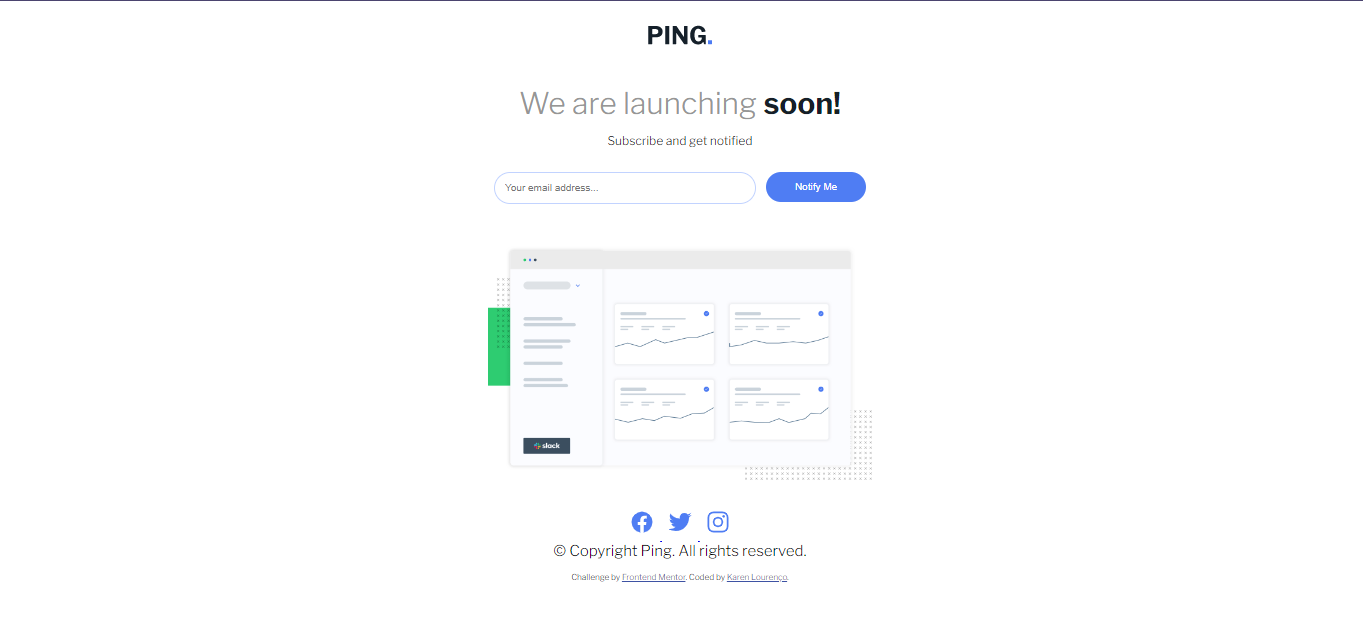 PING.
We are launching soon!
Subscribe and get notified
Your email address...
Notify Me
slack
© Copyright Ping. All rights reserved.
Challenge by Frontend Mentor. Coded by Karen Lourenço.